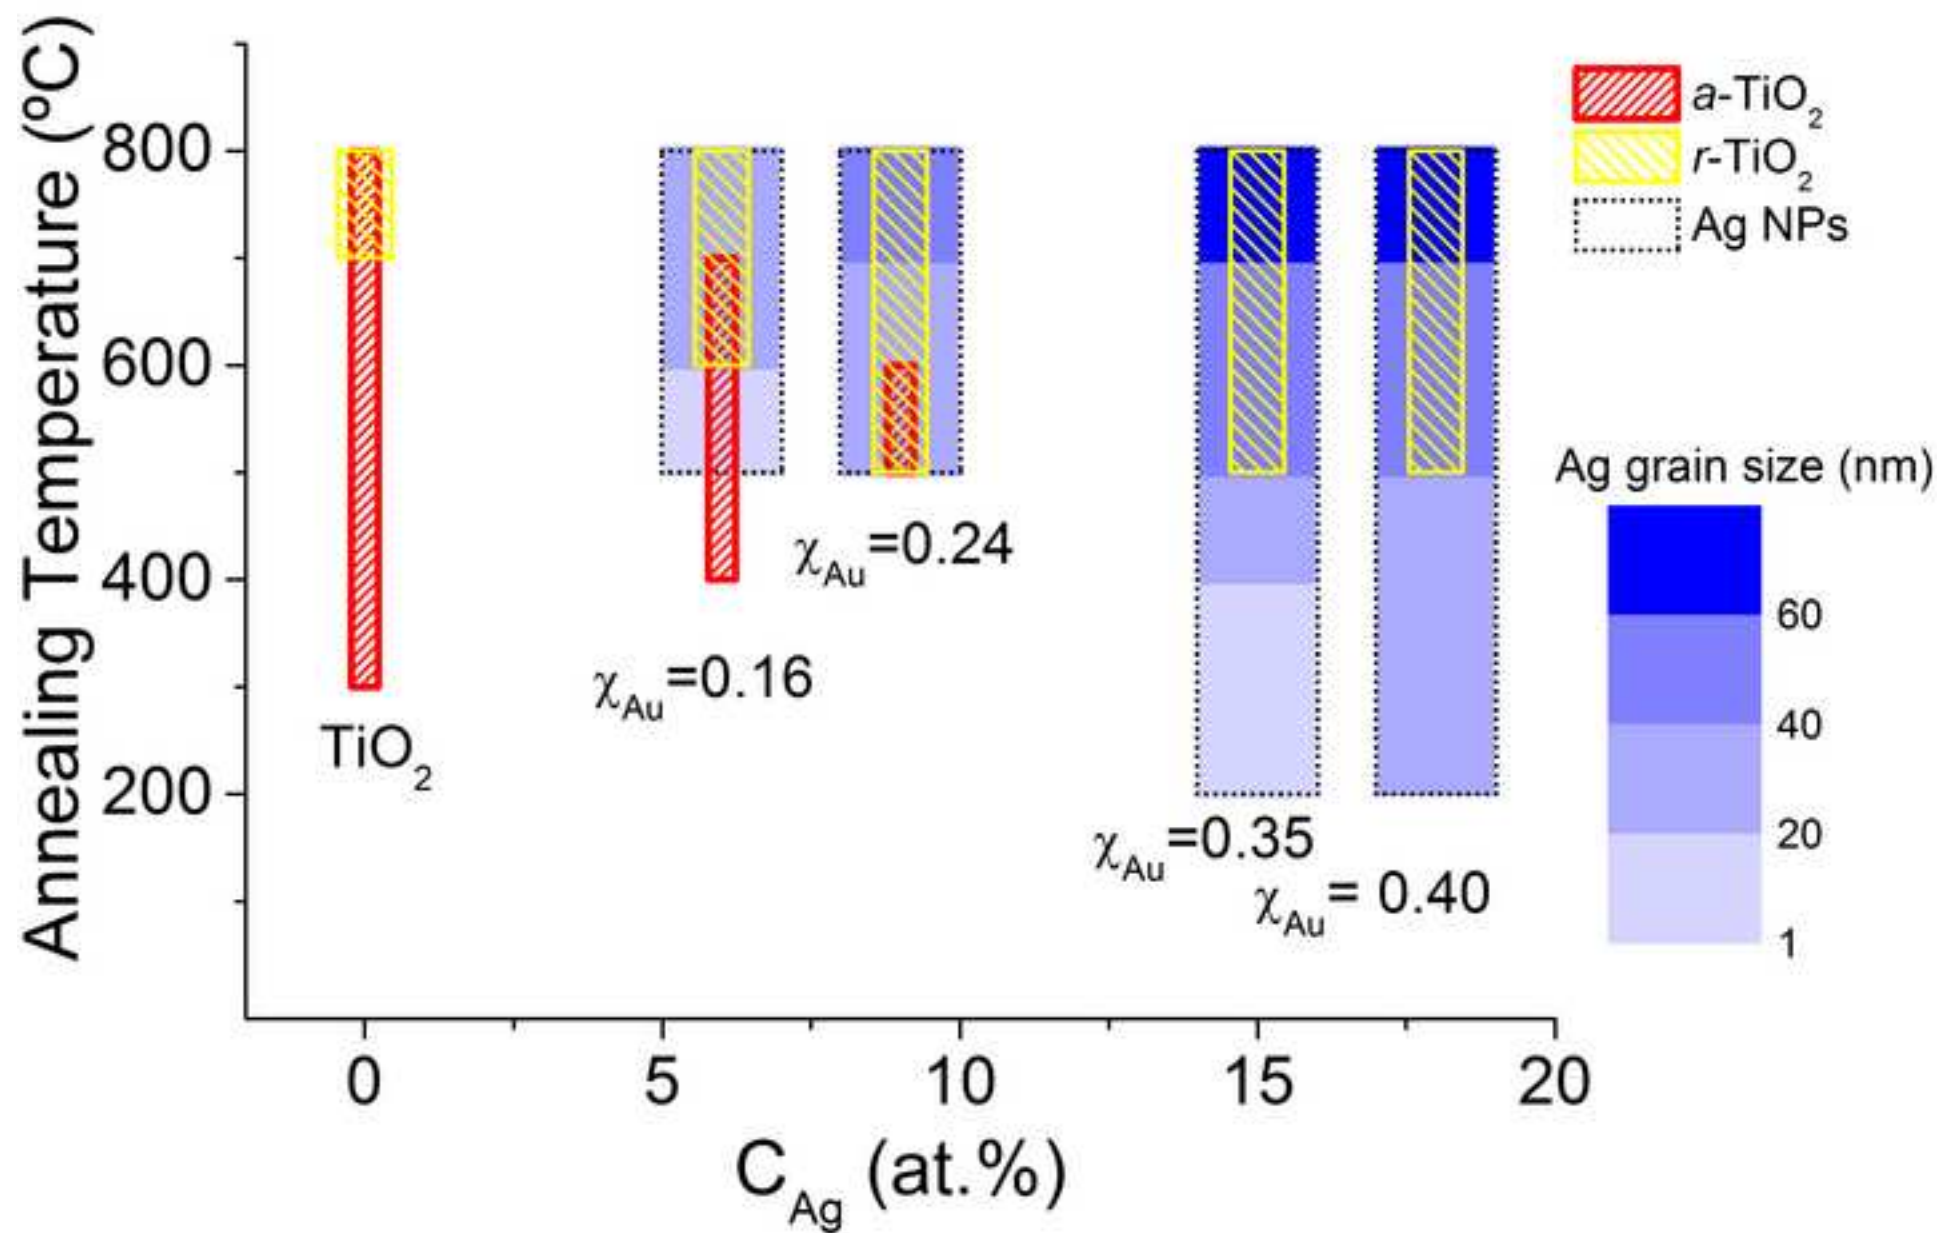 Annealing Temperature (ºC)
800
600
400
200
0
5
10
15
20
C_Ag (at.%)
TiO₂
χ_Au=0.16
χ_Au=0.24
χ_Au=0.35
χ_Au= 0.40
a-TiO₂
r-TiO₂
Ag NPs
Ag grain size (nm)
60
40
20
1